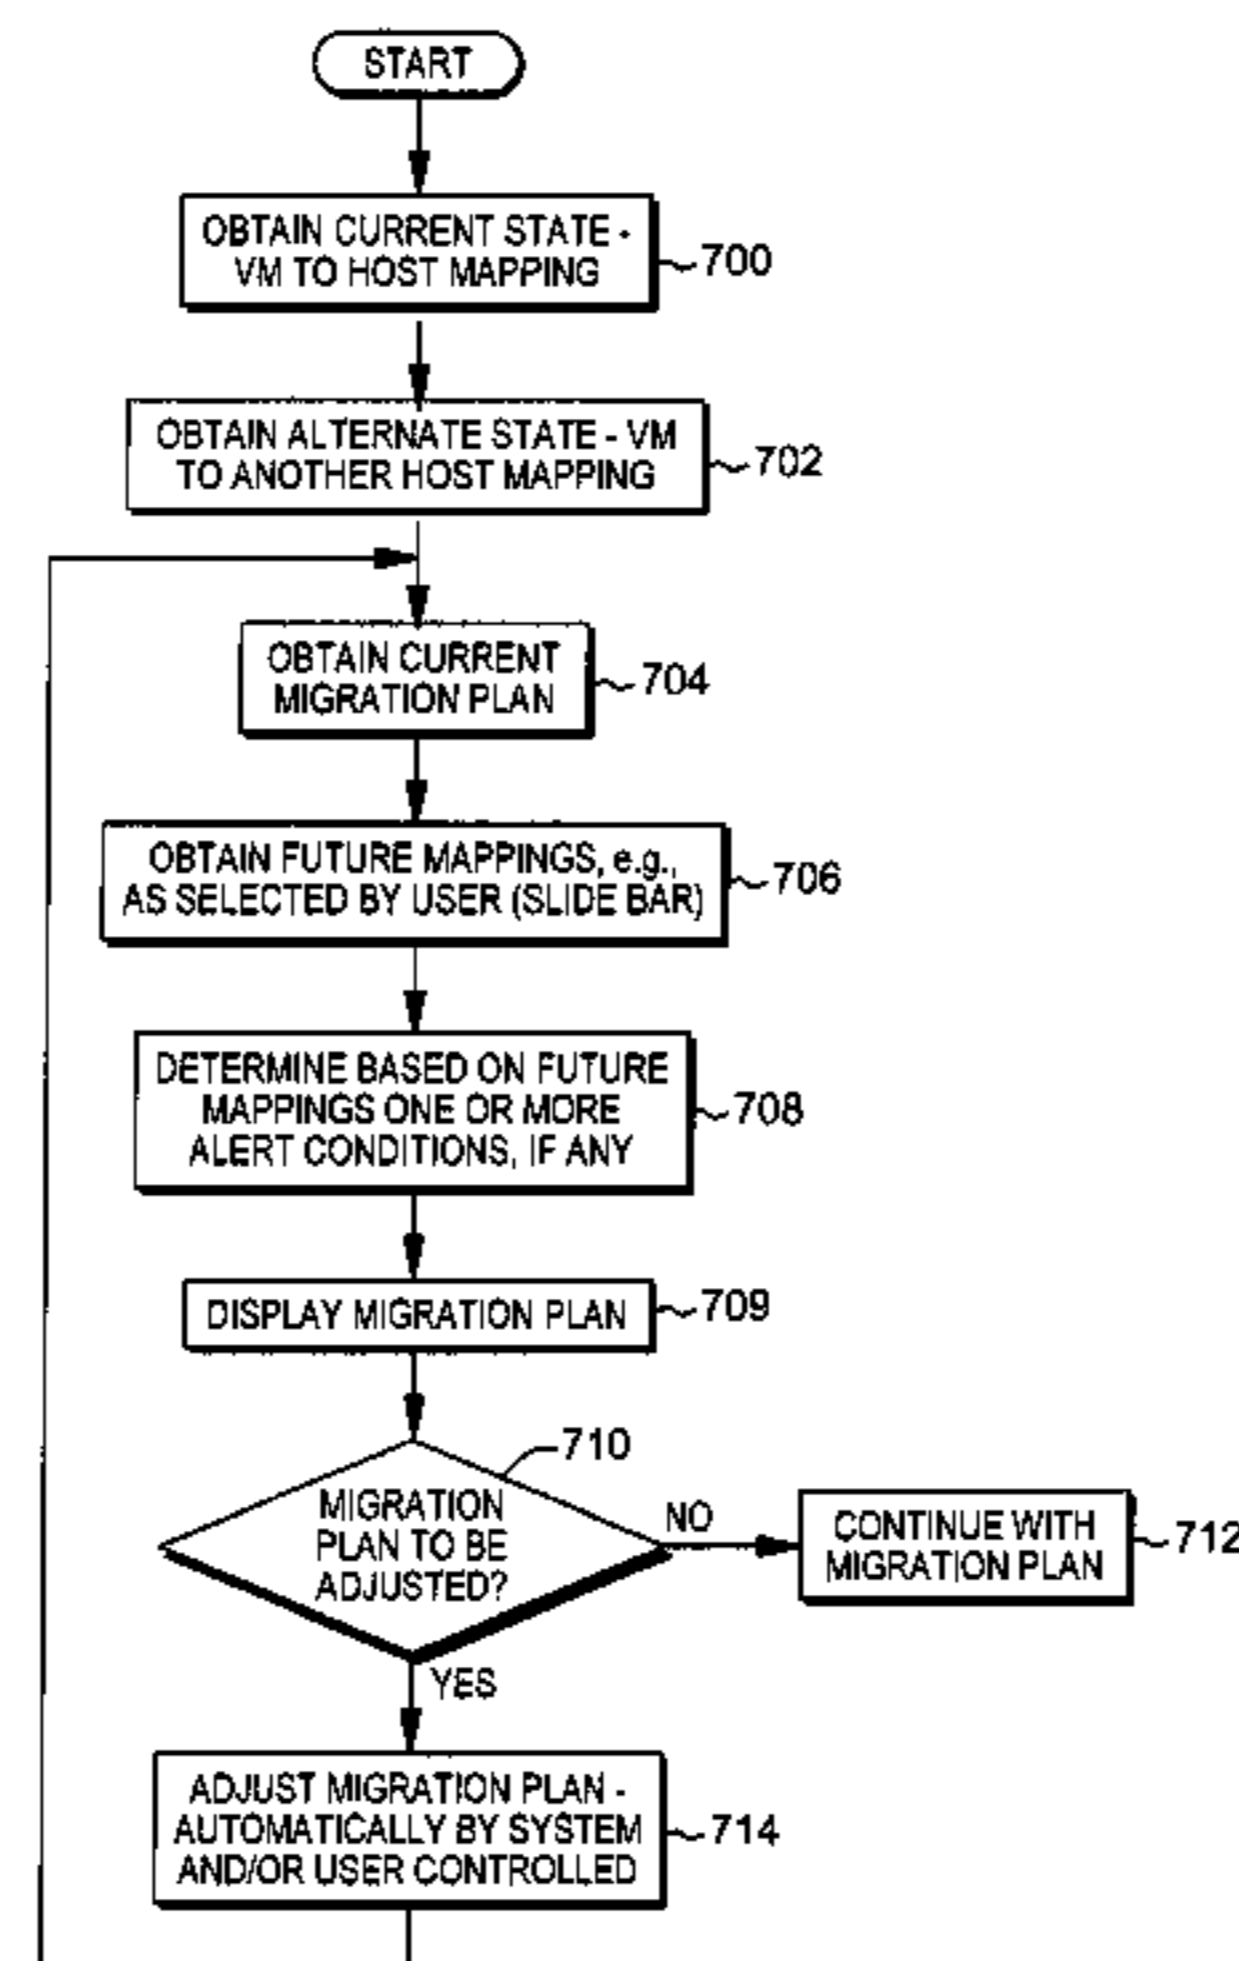 START
OBTAIN CURRENT STATE -
VM TO HOST MAPPING
700
OBTAIN ALTERNATE STATE - VM
TO ANOTHER HOST MAPPING
702
OBTAIN CURRENT
MIGRATION PLAN
704
OBTAIN FUTURE MAPPINGS, e.g.,
AS SELECTED BY USER (SLIDE BAR)
706
DETERMINE BASED ON FUTURE
MAPPINGS ONE OR MORE
ALERT CONDITIONS, IF ANY
708
DISPLAY MIGRATION PLAN
709
710
MIGRATION
PLAN TO BE
ADJUSTED?
NO
CONTINUE WITH
MIGRATION PLAN
712
YES
ADJUST MIGRATION PLAN -
AUTOMATICALLY BY SYSTEM
AND/OR USER CONTROLLED
714